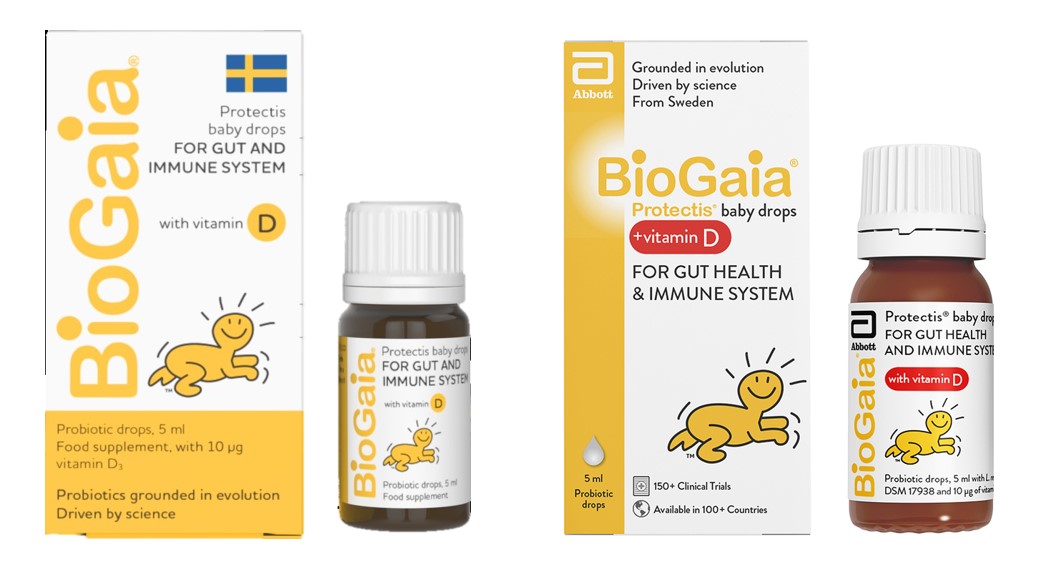 BioGaia®
Protectis
baby drops
FOR GUT AND
IMMUNE SYSTEM
with vitamin D
TM
Probiotic drops, 5 ml
Food supplement, with 10 µg
vitamin D₃
Probiotics grounded in evolution
Driven by science
BioGaia
Protectis baby drops
FOR GUT AND
IMMUNE SYSTEM
with vitamin D
Probiotic drops, 5 ml
Food supplement
Abbott
Grounded in evolution
Driven by science
From Sweden
BioGaia®
Protectis® baby drops
+vitamin D
FOR GUT HEALTH
& IMMUNE SYSTEM
TM
5 ml
Probiotic
drops
150+ Clinical Trials
Available in 100+ Countries
Abbott
BioGaia®
Protectis® baby drop
FOR GUT HEALTH
AND IMMUNE SYSTE
with vitamin D
Probiotic drops, 5 ml with L.
DSM 17938 and 10 µg of vitam